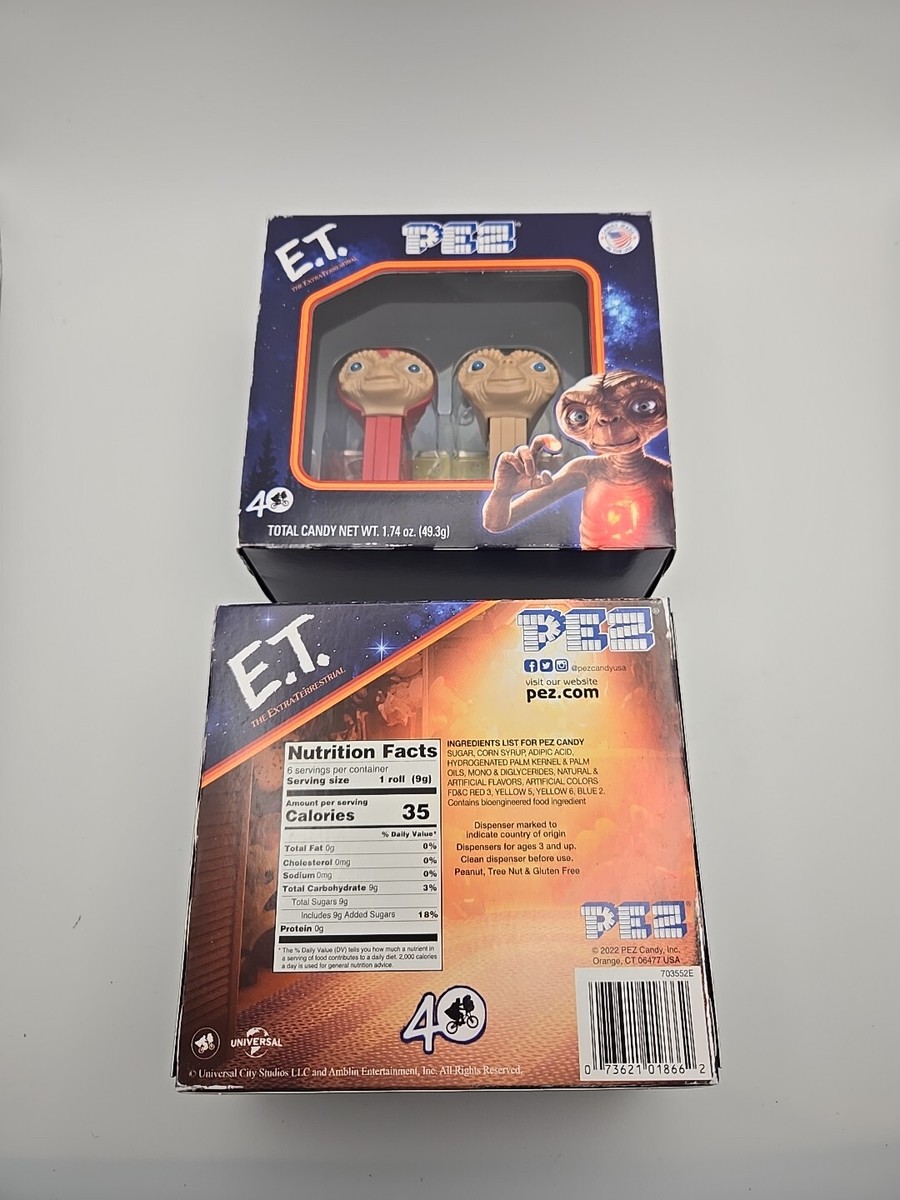 E.T.
THE EXTRA-TERRESTRIAL
PEZ
40
TOTAL CANDY NET WT. 1.74 oz. (49.3g)
E.T.
THE EXTRA-TERRESTRIAL
PEZ
@pezcandyusa
visit our website
pez.com
Nutrition Facts
6 servings per container
Serving size 1 roll (9g)
Amount per serving
Calories 35
% Daily Value*
Total Fat 0g 0%
Cholesterol 0mg 0%
Sodium 0mg 0%
Total Carbohydrate 9g 3%
Total Sugars 9g
Includes 9g Added Sugars 18%
Protein 0g
* The % Daily Value (DV) tells you how much a nutrient in
a serving of food contributes to a daily diet. 2,000 calories
a day is used for general nutrition advice.
INGREDIENTS LIST FOR PEZ CANDY
SUGAR, CORN SYRUP, ADIPIC ACID,
HYDROGENATED PALM KERNEL & PALM
OILS, MONO & DIGLYCERIDES, NATURAL &
ARTIFICIAL FLAVORS, ARTIFICIAL COLORS
FD&C RED 3, YELLOW 5, YELLOW 6, BLUE 2.
Contains bioengineered food ingredient
Dispenser marked to
indicate country of origin
Dispensers for ages 3 and up.
Clean dispenser before use.
Peanut, Tree Nut & Gluten Free
PEZ
© 2022 PEZ Candy, Inc.
Orange, CT 06477 USA
703552E
0 73621 01866 2
40
UNIVERSAL
© Universal City Studios LLC and Amblin Entertainment, Inc. All Rights Reserved.